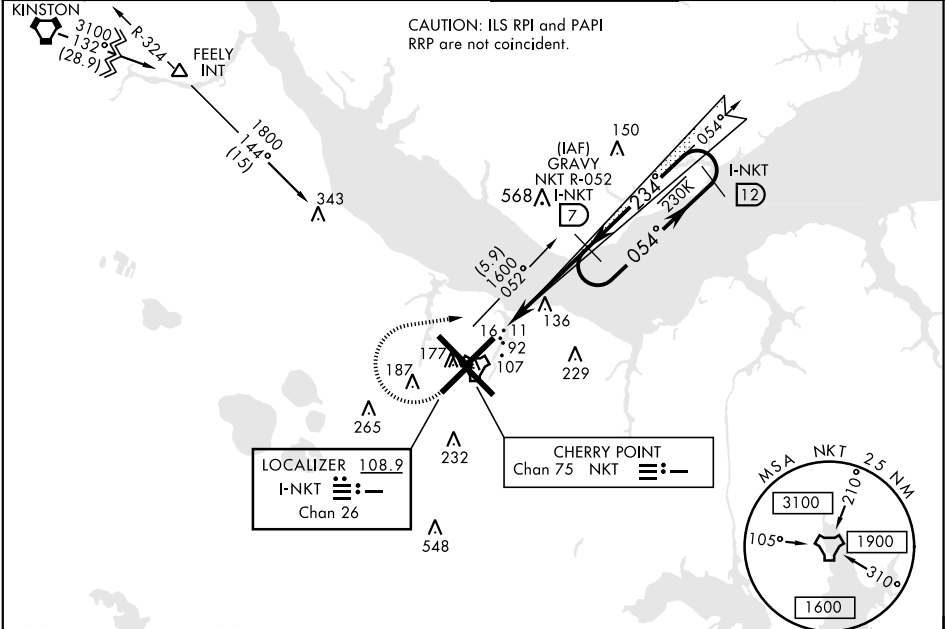 KINSTON
3100
132°
(28.9)
R-324
FEELY
INT
CAUTION: ILS RPI and PAPI
RRP are not coincident.
1800
144°
(15)
343
150
(IAF)
GRAVY
NKT R-052
I-NKT
7
568
234°
054°
230K
054°
I-NKT
12
(5.9)
1600
052°
136
16
11
92
107
177
187
229
265
232
548
LOCALIZER 108.9
I-NKT
Chan 26
CHERRY POINT
Chan 75 NKT
MSA NKT 25 NM
3100
210°
105°
1900
310°
1600